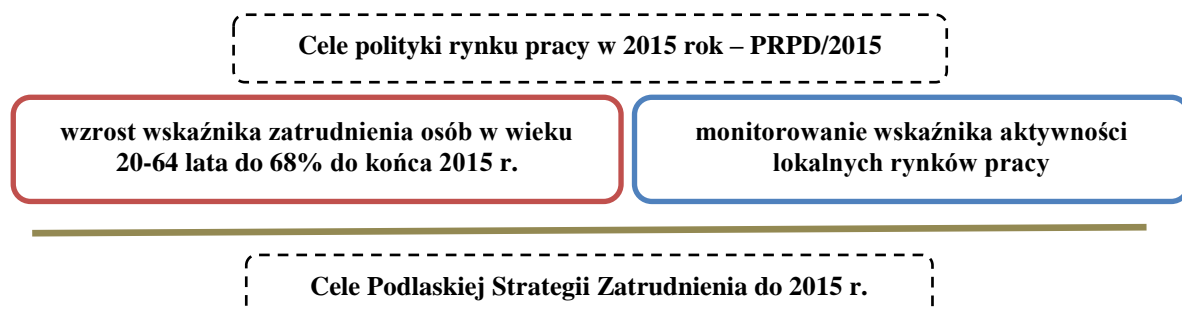 Cele polityki rynku pracy w 2015 rok – PRPD/2015
wzrost wskaźnika zatrudnienia osób w wieku
20-64 lata do 68% do końca 2015 r.
monitorowanie wskaźnika aktywności
lokalnych rynków pracy
Cele Podlaskiej Strategii Zatrudnienia do 2015 r.